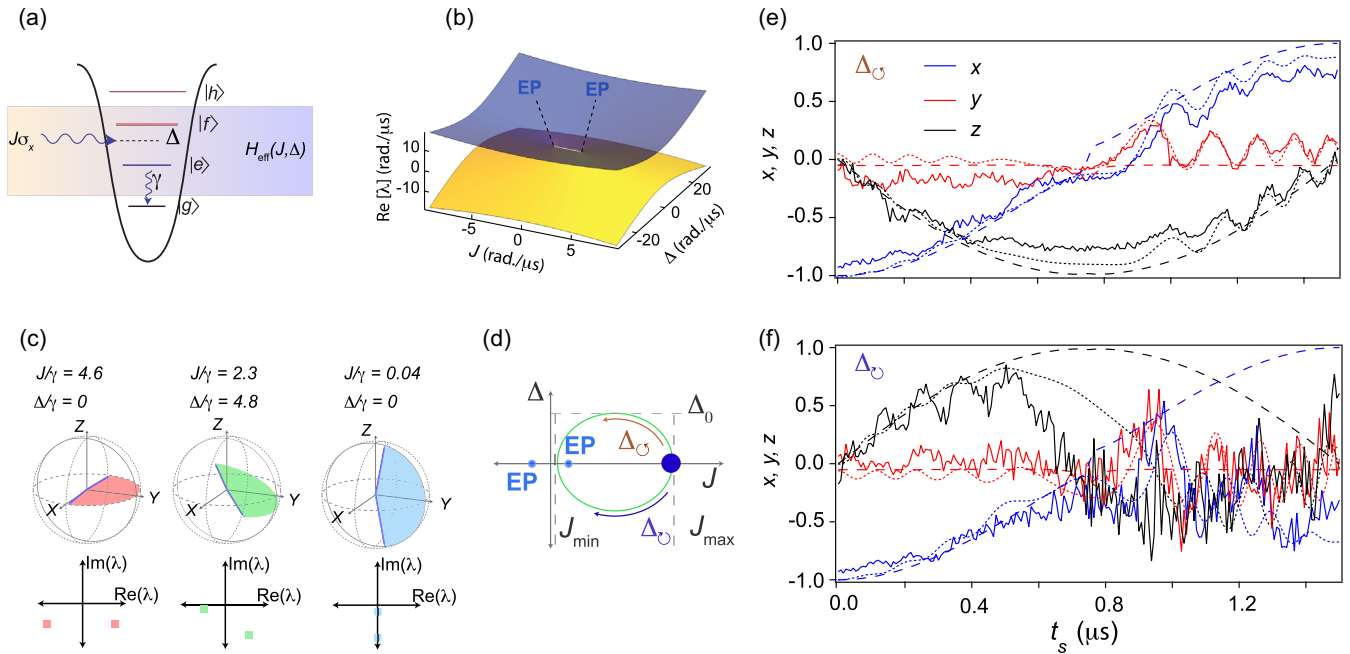 (a)
|h⟩
|f⟩
Jσx
Δ
Heff(J,Δ)
|e⟩
γ
|g⟩
(b)
EP EP
Re [λ] (rad./μs)
10
0
-10
-5
0
5
J (rad./μs)
20
0
-20
Δ (rad./μs)
(c)
J/γ = 4.6
Δ/γ = 0
Z
X
Y
Im(λ)
Re(λ)
J/γ = 2.3
Δ/γ = 4.8
Z
X
Y
Im(λ)
Re(λ)
J/γ = 0.04
Δ/γ = 0
Z
X
Y
Im(λ)
Re(λ)
(d)
Δ
Δ0
Δ↺
EP
EP
J
Jmin
Δ↻
Jmax
(e)
Δ↺
x
y
z
1.0
0.5
0.0
-0.5
-1.0
x, y, z
(f)
Δ↻
1.0
0.5
0.0
-0.5
-1.0
x, y, z
0.0 0.4 0.8 1.2
ts (μs)